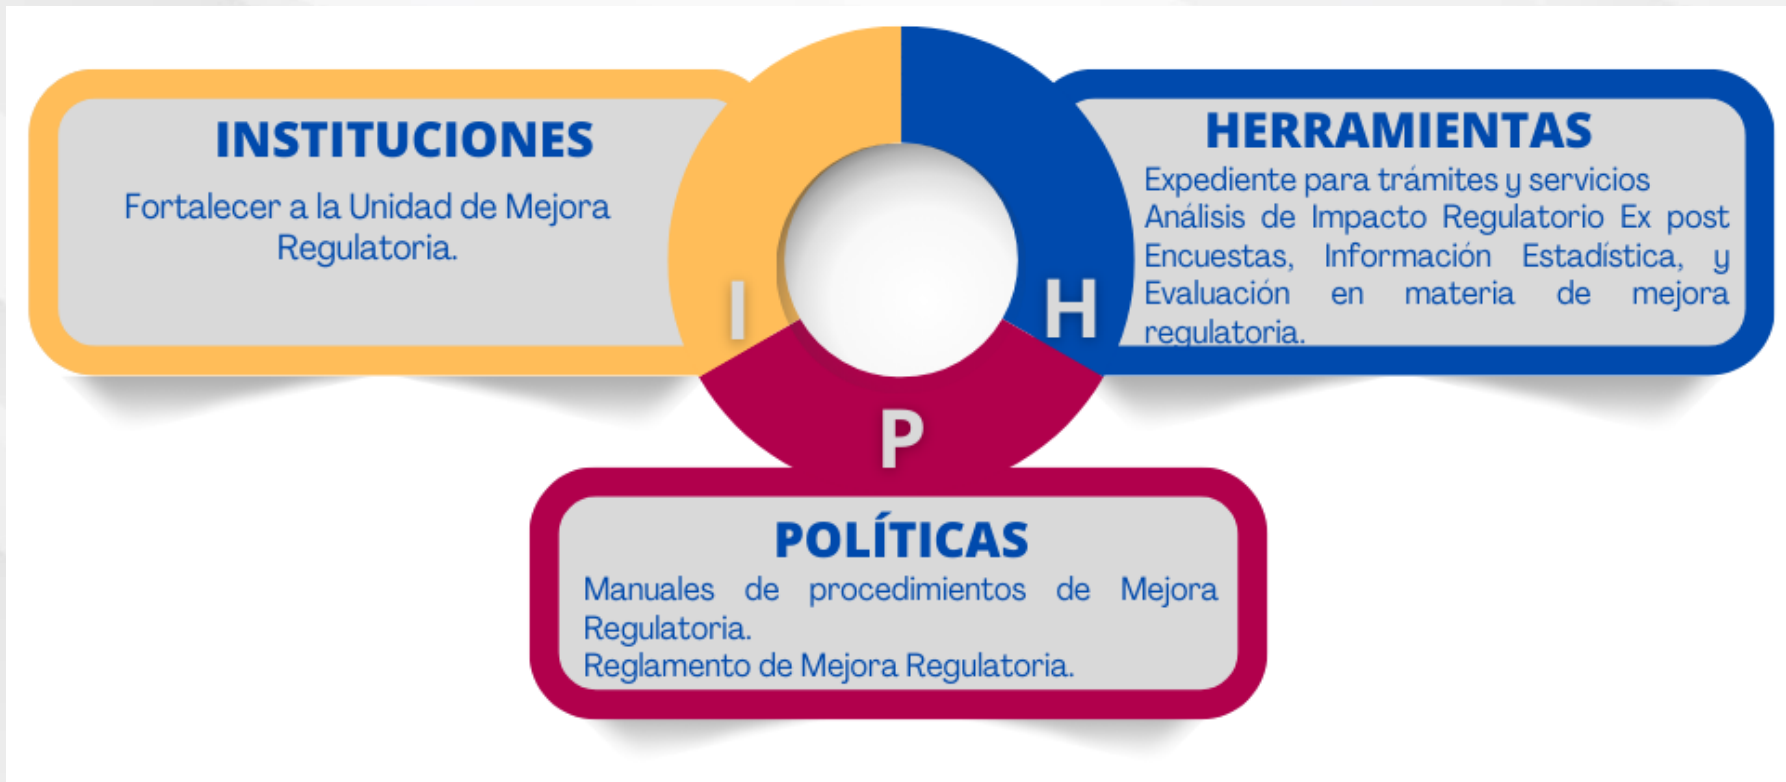 INSTITUCIONES
Fortalecer a la Unidad de Mejora
Regulatoria.
HERRAMIENTAS
Expediente para trámites y servicios
Análisis de Impacto Regulatorio Ex post
Encuestas, Información Estadística, y
Evaluación en materia de mejora
regulatoria.
I
H
P
POLÍTICAS
Manuales de procedimientos de Mejora
Regulatoria.
Reglamento de Mejora Regulatoria.